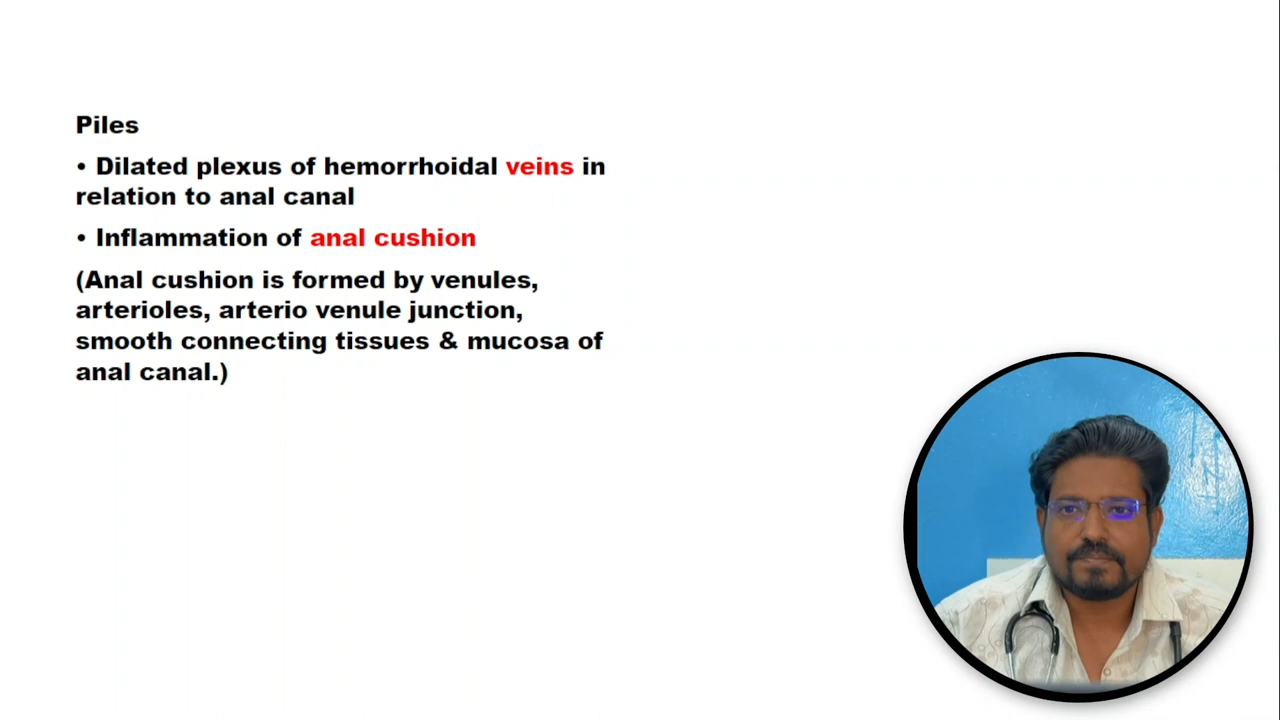 Piles
• Dilated plexus of hemorrhoidal veins in
relation to anal canal
• Inflammation of anal cushion
(Anal cushion is formed by venules,
arterioles, arterio venule junction,
smooth connecting tissues & mucosa of
anal canal.)